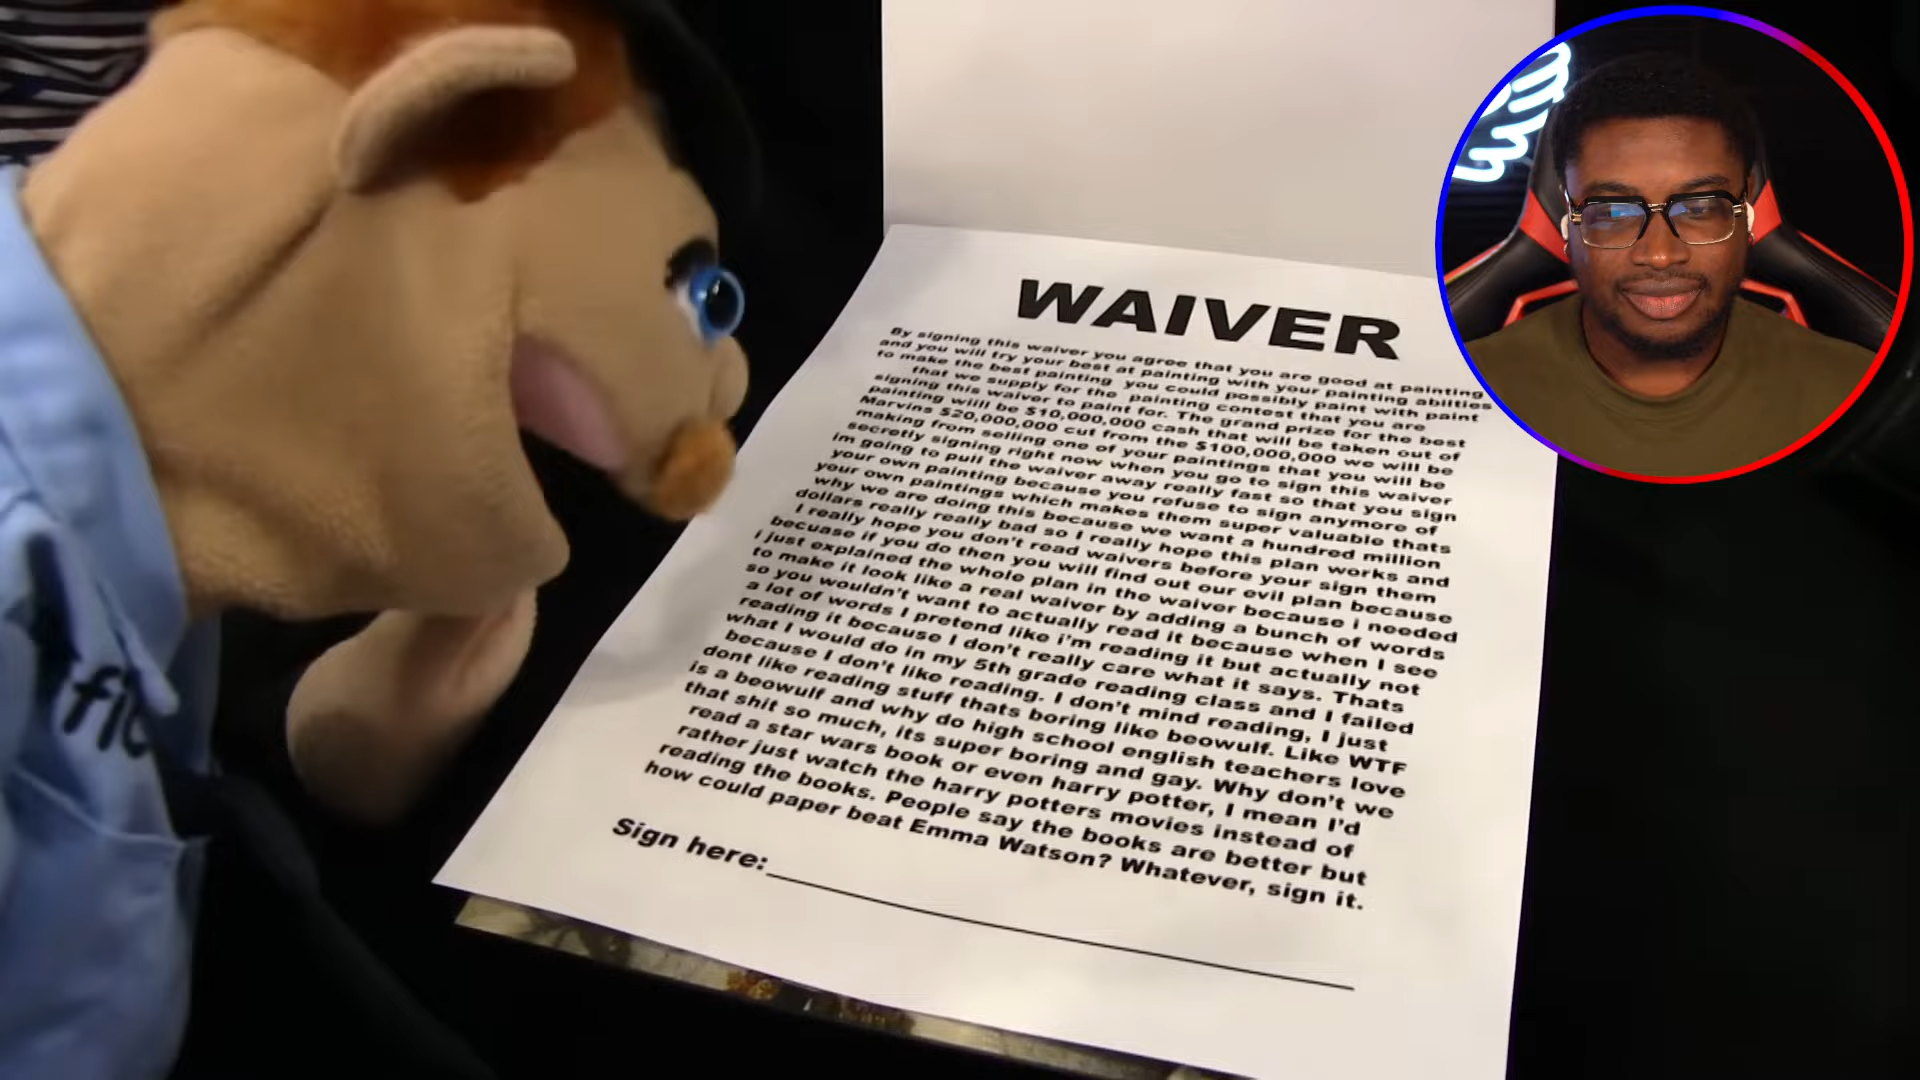 WAIVER
By signing this waiver you agree that you are good at painting
and you will try your best at painting with your painting abilties
to make the best painting you could possibly paint with paint
that we supply for the painting contest that you are
signing this waiver to paint for. The grand prize for the best
painting wiill be $10,000,000 cash that will be taken out of
Marvins $20,000,000 cut from the $100,000,000 we will be
making from selling one of your paintings that you will be
secretly signing right now when you go to sign this waiver
im going to pull the waiver away really fast so that you sign
your own painting because you refuse to sign anymore of
your own paintings which makes them super valuable thats
why we are doing this because we want a hundred million
dollars really really bad so I really hope this plan works and
I really hope you don't read waivers before your sign them
becuase if you do then you will find out our evil plan because
i just explained the whole plan in the waiver because i needed
to make it look like a real waiver by adding a bunch of words
so you wouldn't want to actually read it because when I see
a lot of words I pretend like i'm reading it but actually not
reading it because I don't really care what it says. Thats
what I would do in my 5th grade reading class and I failed
because I don't like reading. I don't mind reading, I just
dont like reading stuff thats boring like beowulf. Like WTF
is a beowulf and why do high school english teachers love
that shit so much, its super boring and gay. Why don't we
read a star wars book or even harry potter, I mean I'd
rather just watch the harry potters movies instead of
reading the books. People say the books are better but
how could paper beat Emma Watson? Whatever, sign it.
Sign here: